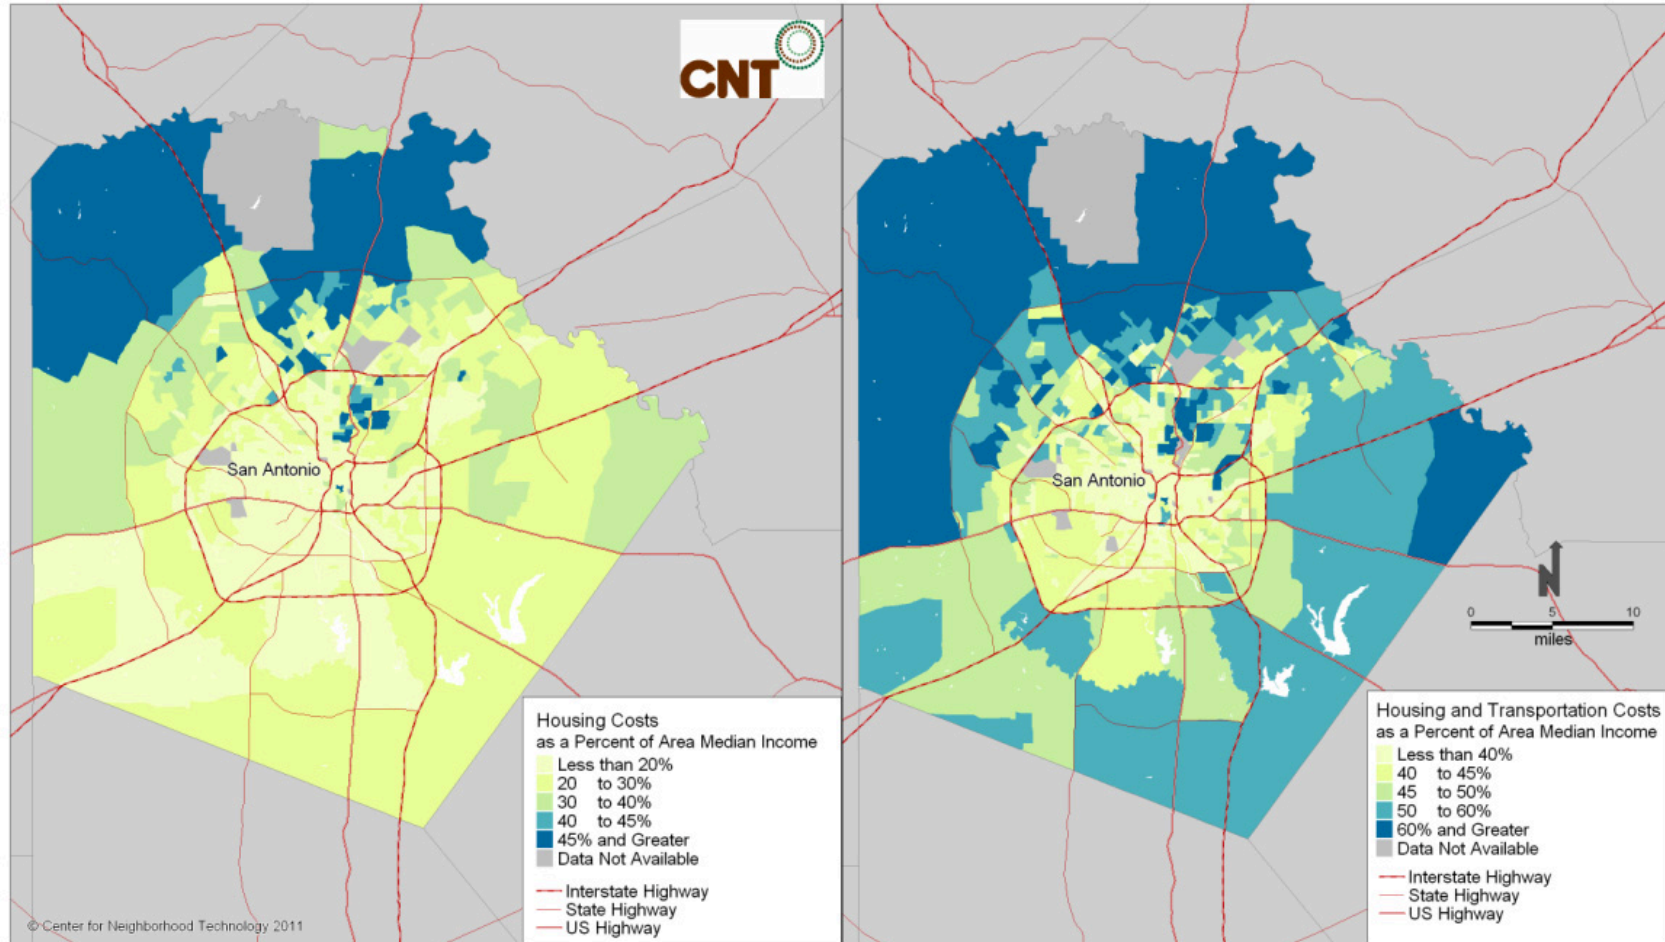 CNT
San Antonio
Housing Costs
as a Percent of Area Median Income
Less than 20%
20 to 30%
30 to 40%
40 to 45%
45% and Greater
Data Not Available
Interstate Highway
State Highway
US Highway
© Center for Neighborhood Technology 2011
San Antonio
N
0 5 10
miles
Housing and Transportation Costs
as a Percent of Area Median Income
Less than 40%
40 to 45%
45 to 50%
50 to 60%
60% and Greater
Data Not Available
Interstate Highway
State Highway
US Highway